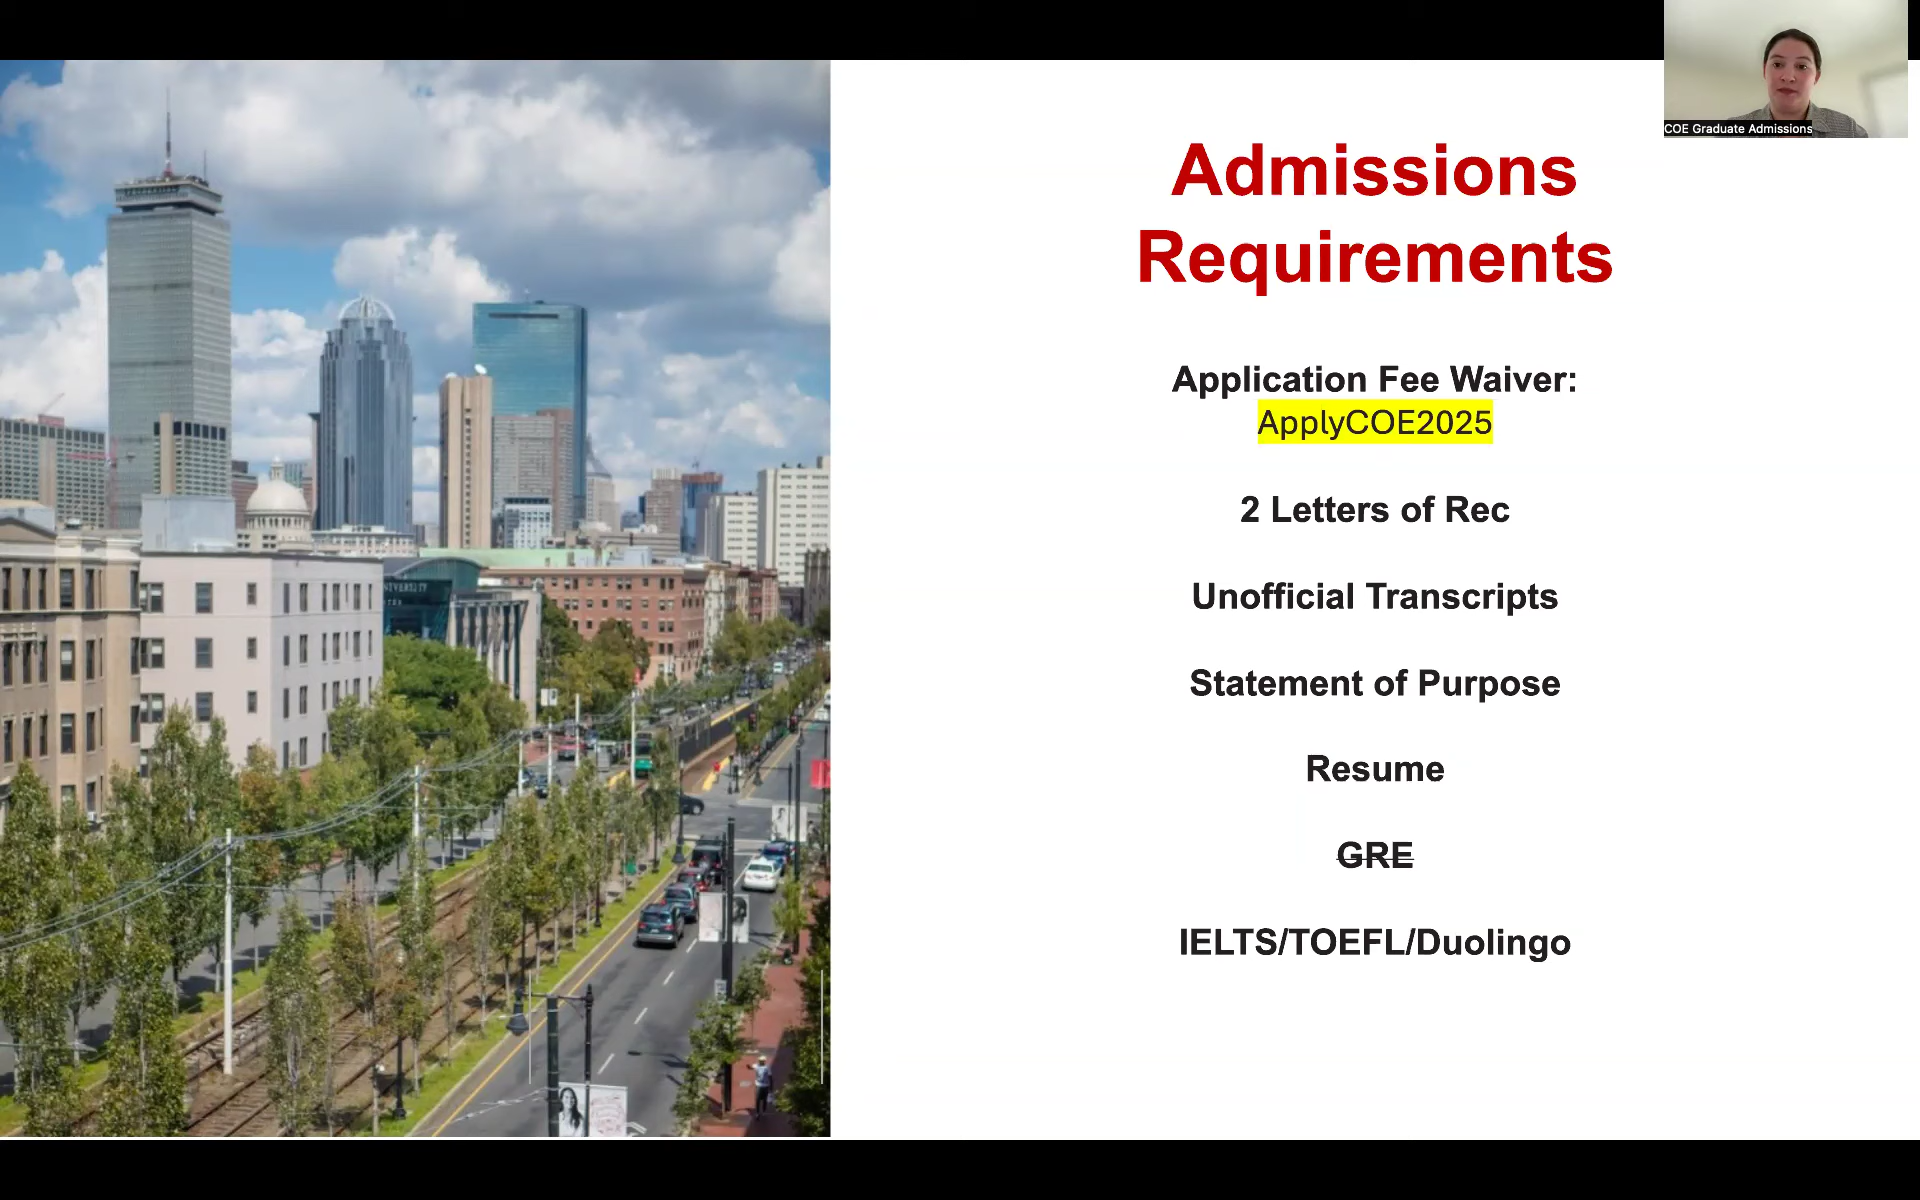 COE Graduate Admissions
Admissions
Requirements
Application Fee Waiver:
ApplyCOE2025
2 Letters of Rec
Unofficial Transcripts
Statement of Purpose
Resume
GRE
IELTS/TOEFL/Duolingo